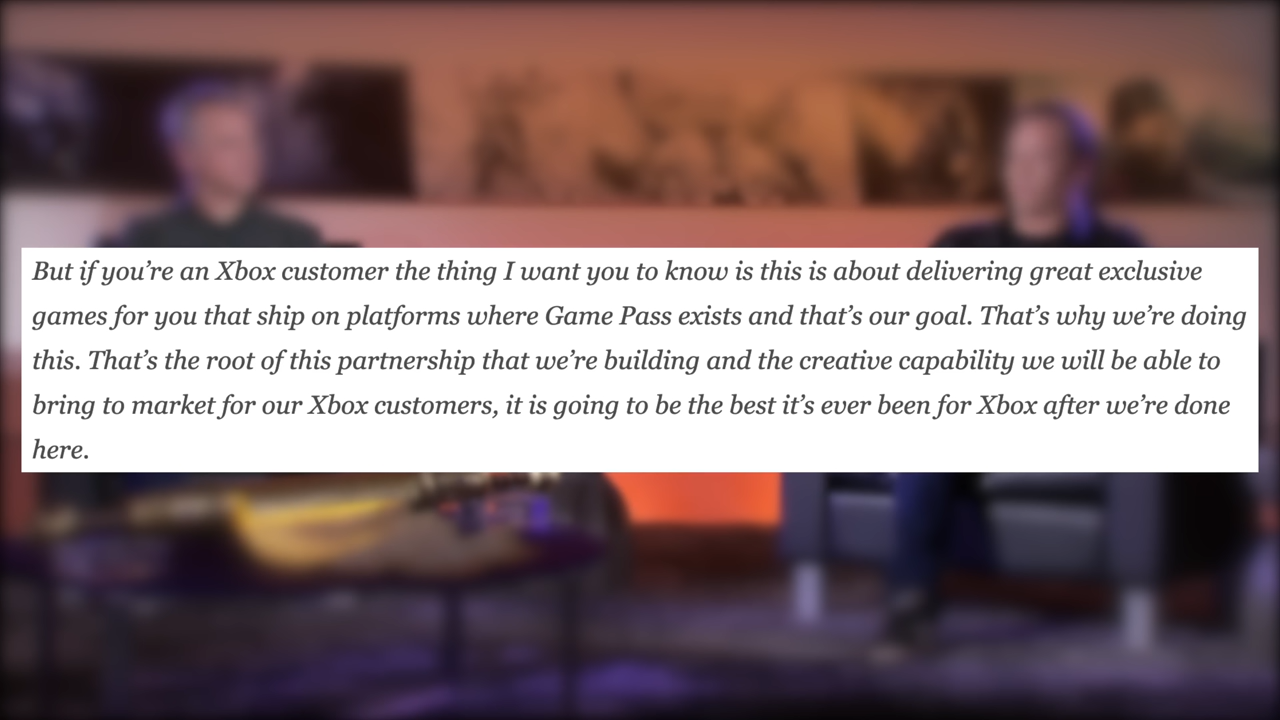 But if you’re an Xbox customer the thing I want you to know is this is about delivering great exclusive
games for you that ship on platforms where Game Pass exists and that’s our goal. That’s why we’re doing
this. That’s the root of this partnership that we’re building and the creative capability we will be able to
bring to market for our Xbox customers, it is going to be the best it’s ever been for Xbox after we’re done
here.